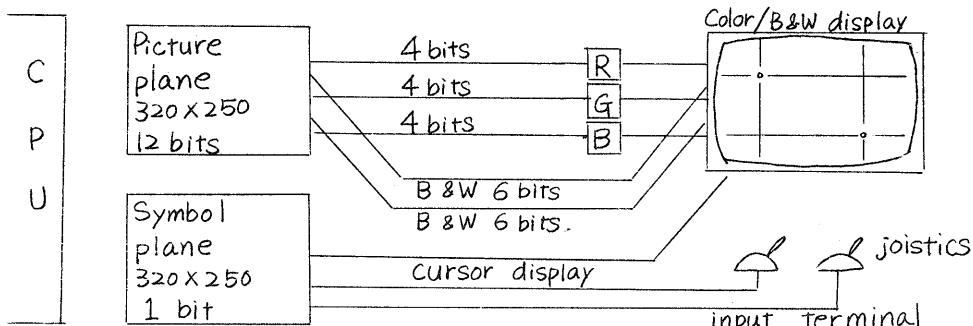 Color/B&W display
C
P
U
Picture
plane
320×250
12 bits
4 bits
R
4 bits
G
4 bits
B
B &W 6 bits
B &W 6 bits.
Symbol
plane
320×250
1 bit
cursor display
joistics
input terminal